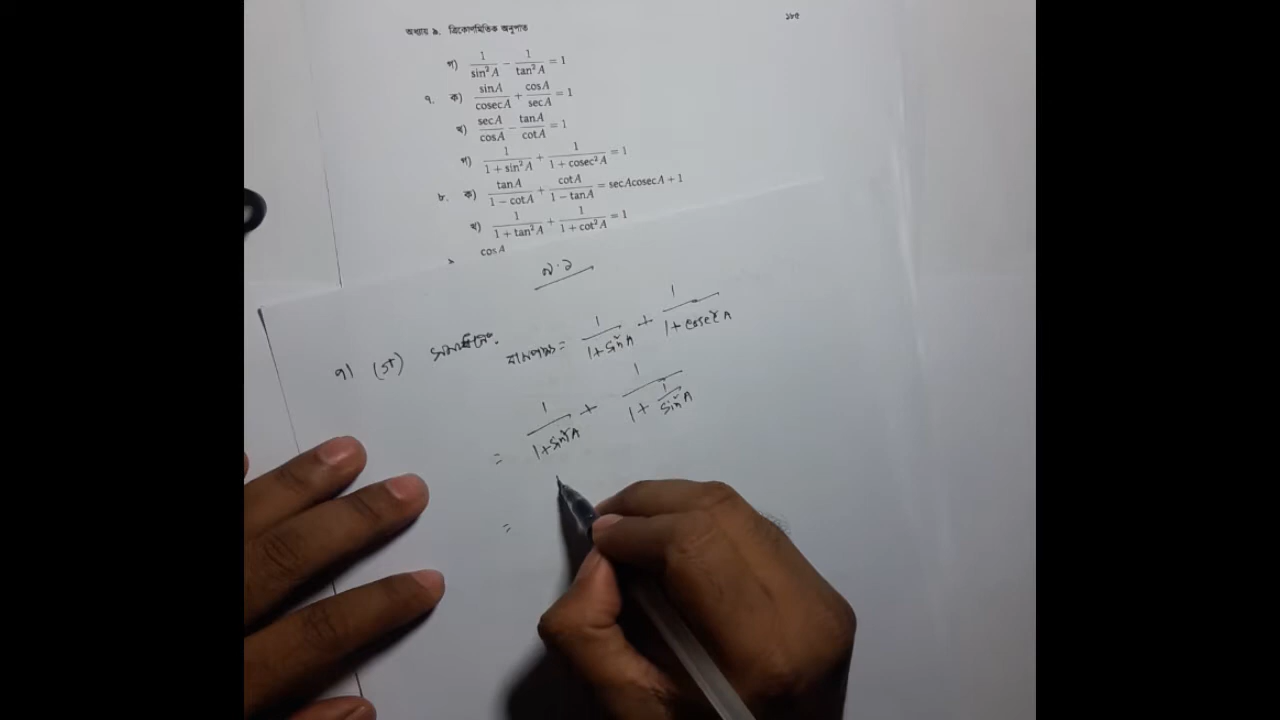 অধ্যায় ৯. ত্রিকোণমিতিক অনুপাত ১৮৫
গ) 1/sin²A − 1/tan²A = 1
৭. ক) sinA/cosecA + cosA/secA = 1
খ) secA/cosA − tanA/cotA = 1
গ) 1/(1 + sin²A) + 1/(1 + cosec²A) = 1
৮. ক) tanA/(1 − cotA) + cotA/(1 − tanA) = secAcosecA + 1
খ) 1/(1 + tan²A) + 1/(1 + cot²A) = 1
cosA
৯.১
৭। (গ) বামপক্ষ = 1/(1+sin²A) + 1/(1+cosec²A)
= 1/(1+sin²A) + 1/(1 + 1/sin²A)
=